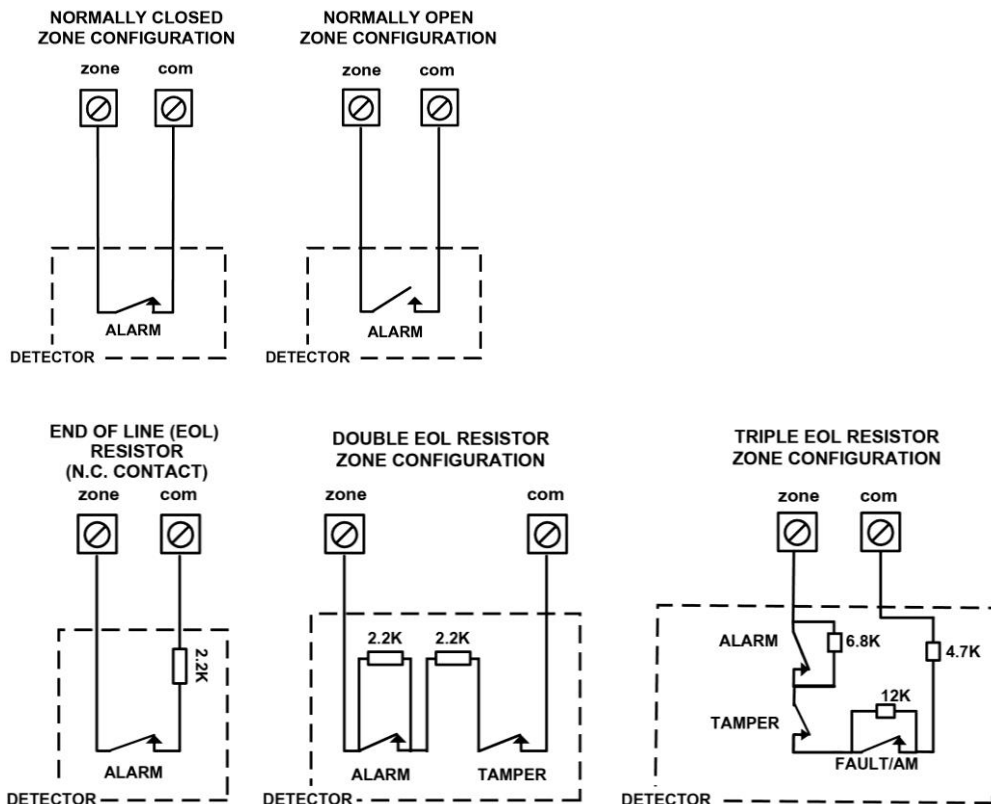 NORMALLY CLOSED
ZONE CONFIGURATION
zone com
ALARM
DETECTOR
NORMALLY OPEN
ZONE CONFIGURATION
zone com
ALARM
DETECTOR
END OF LINE (EOL)
RESISTOR
(N.C. CONTACT)
zone com
2.2K
ALARM
DETECTOR
DOUBLE EOL RESISTOR
ZONE CONFIGURATION
zone com
2.2K 2.2K
ALARM TAMPER
DETECTOR
TRIPLE EOL RESISTOR
ZONE CONFIGURATION
zone com
ALARM 6.8K 4.7K
12K
TAMPER
FAULT/AM
DETECTOR